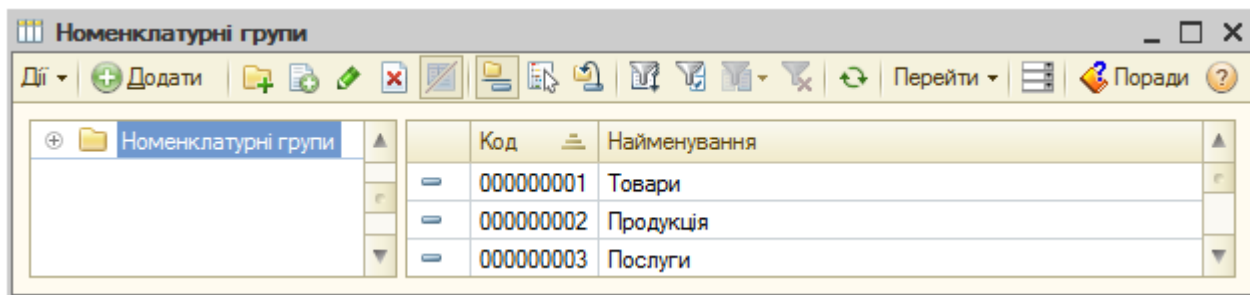 Номенклатурні групи
Дії Додати Перейти Поради
Номенклатурні групи Код Найменування
000000001 Товари
000000002 Продукція
000000003 Послуги